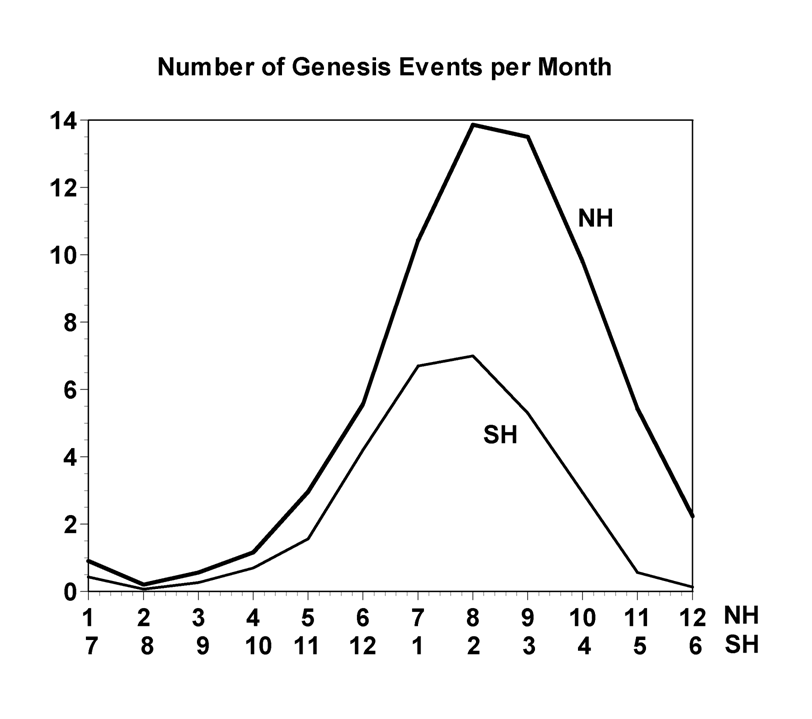 Number of Genesis Events per Month
14
12
NH
10
8
6
SH
4
2
0
1 2 3 4 5 6 7 8 9 10 11 12 NH
7 8 9 10 11 12 1 2 3 4 5 6 SH